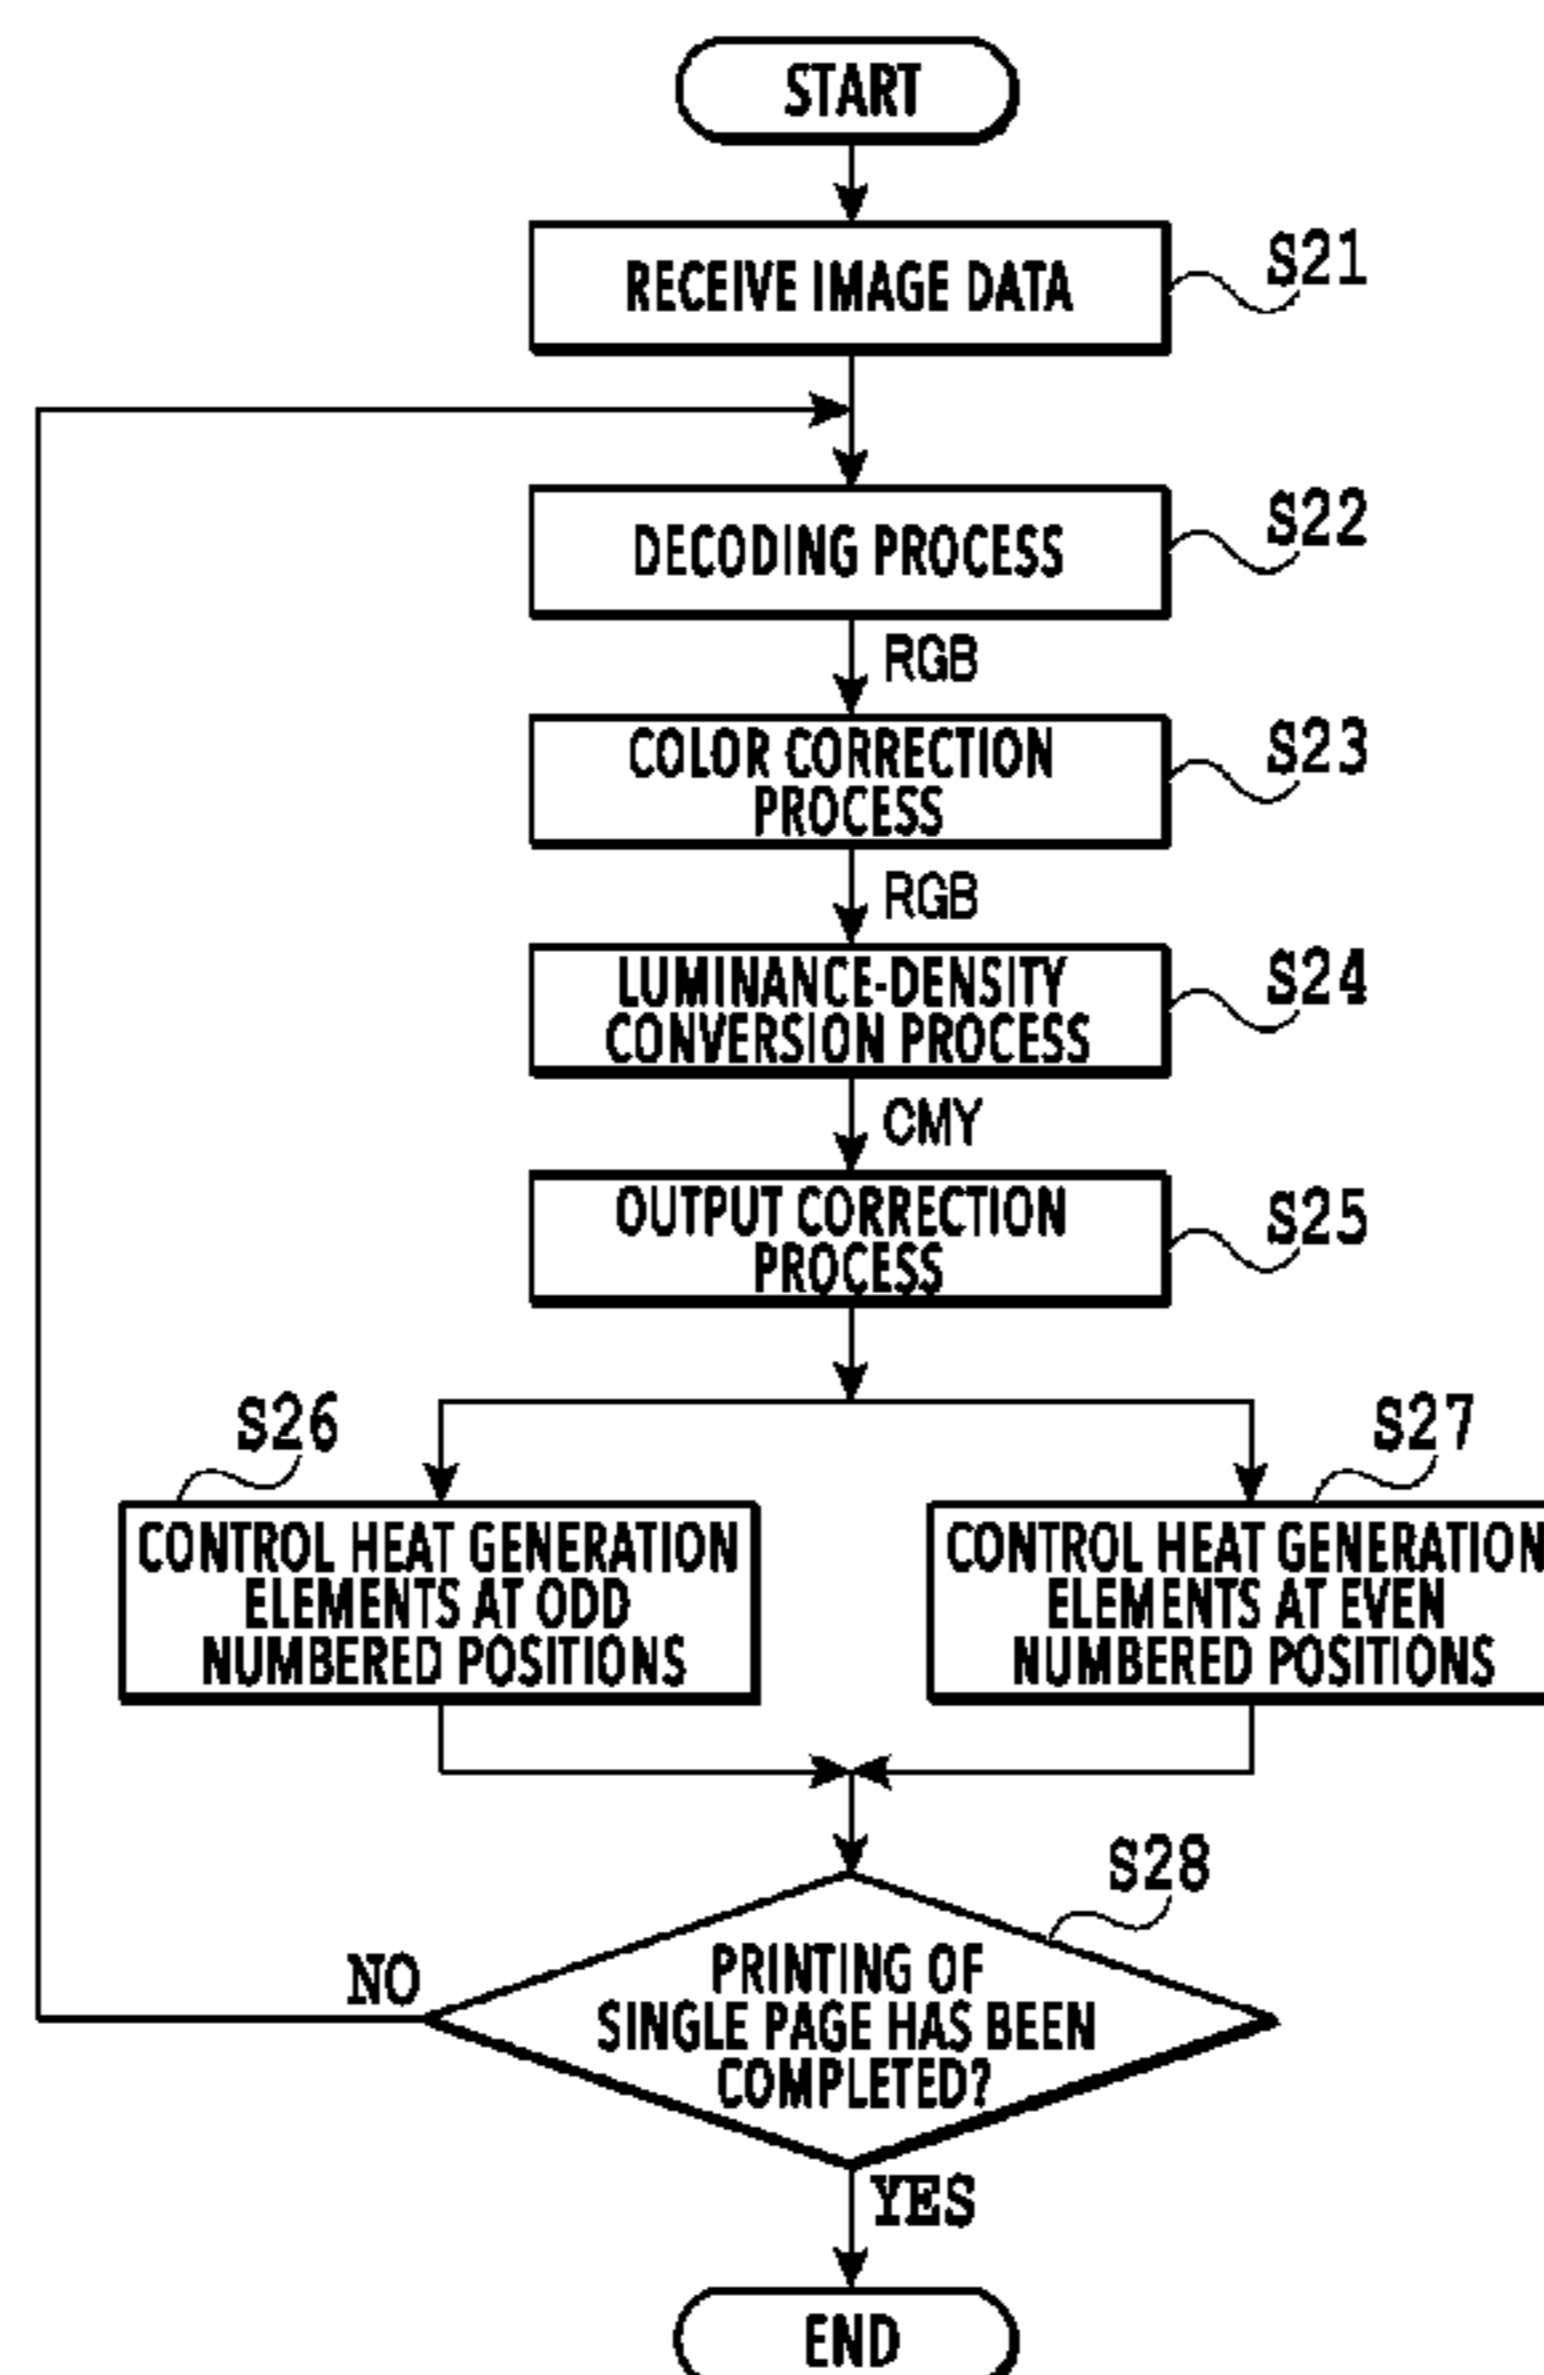 START
RECEIVE IMAGE DATA
S21
DECODING PROCESS
S22
RGB
COLOR CORRECTION
PROCESS
S23
RGB
LUMINANCE-DENSITY
CONVERSION PROCESS
S24
CMY
OUTPUT CORRECTION
PROCESS
S25
S26
CONTROL HEAT GENERATION
ELEMENTS AT ODD
NUMBERED POSITIONS
S27
CONTROL HEAT GENERATION
ELEMENTS AT EVEN
NUMBERED POSITIONS
S28
PRINTING OF
SINGLE PAGE HAS BEEN
COMPLETED?
NO
YES
END